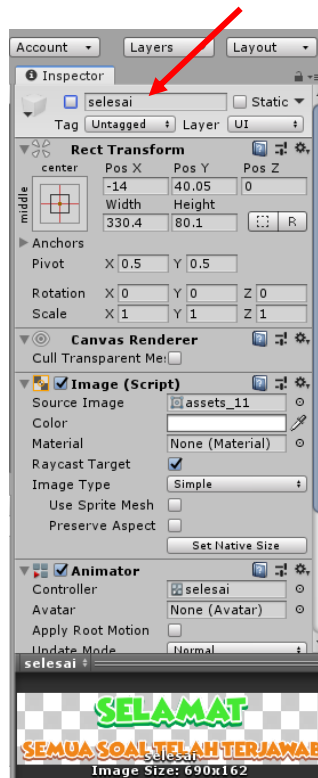 Account Layers Layout
Inspector
selesai Static
Tag Untagged Layer UI
Rect Transform
center Pos X Pos Y Pos Z
middle -14 40.05 0
Width Height
330.4 80.1 R
Anchors
Pivot X 0.5 Y 0.5
Rotation X 0 Y 0 Z 0
Scale X 1 Y 1 Z 1
Canvas Renderer
Cull Transparent Me:
Image (Script)
Source Image assets_11
Color
Material None (Material)
Raycast Target
Image Type Simple
Use Sprite Mesh
Preserve Aspect
Set Native Size
Animator
Controller selesai
Avatar None (Avatar)
Apply Root Motion
Update Mode Normal
selesai
SELAMAT
SEMUA SOAL TELAH TERJAWAB
selesai
Image Size: 690x162